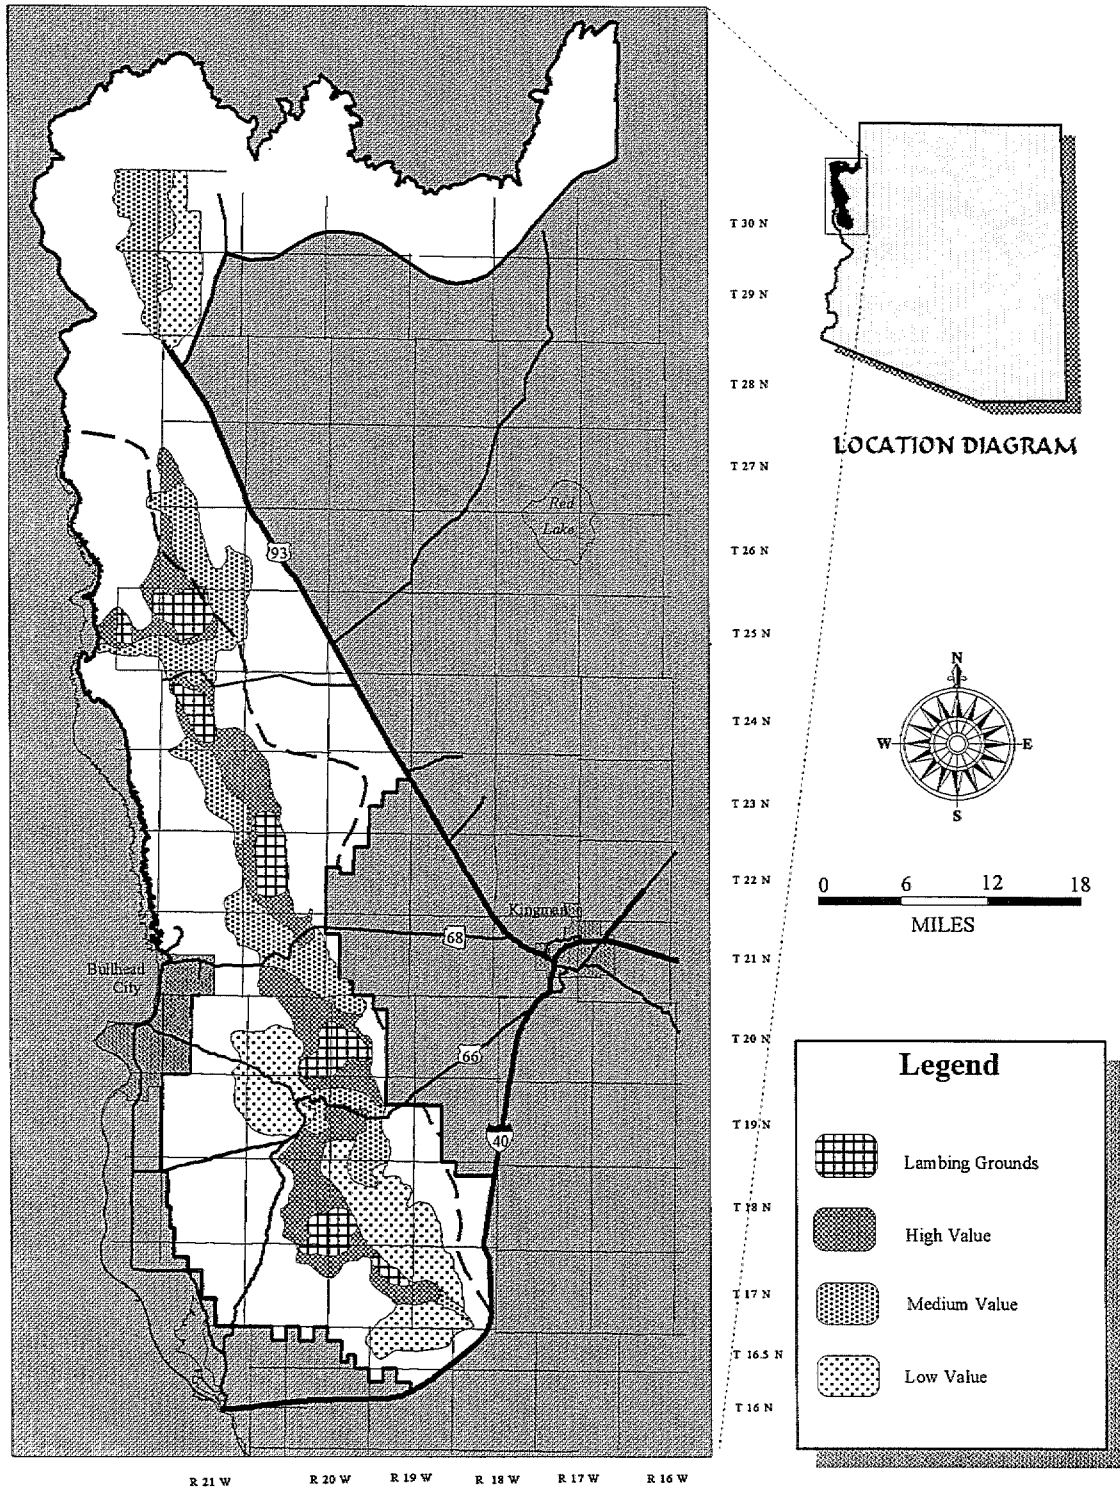 T 30 N
T 29 N
T 28 N
LOCATION DIAGRAM
T 27 N
Red
Lake
93
T 26 N
T 25 N
N
T 24 N
W
E
S
T 23 N
T 22 N
0 6 12 18
MILES
Kingman
68
T 21 N
Bullhead
City
T 20 N
66
Legend
T 19 N
40
Lambing Grounds
T 18 N
High Value
T 17 N
Medium Value
T 16.5 N
Low Value
T 16 N
R 21 W
R 20 W
R 19 W
R 18 W
R 17 W
R 16 W